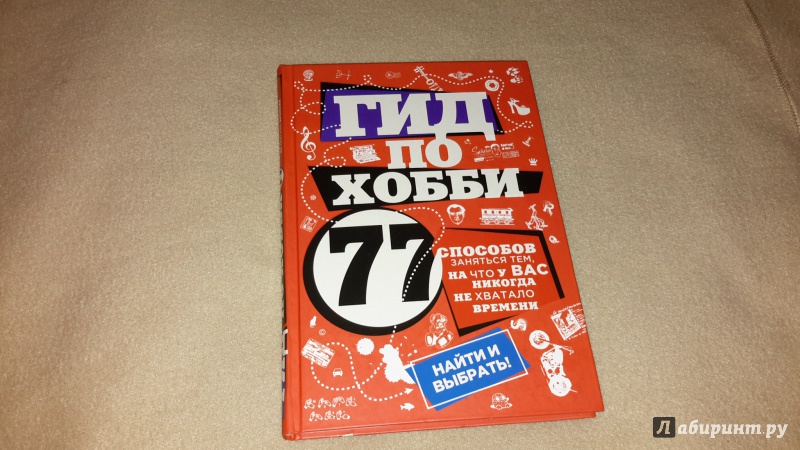 ГИД
ПО
ХОББИ
77
СПОСОБОВ
ЗАНЯТЬСЯ ТЕМ,
НА ЧТО У ВАС
НИКОГДА
НЕ ХВАТАЛО
ВРЕМЕНИ
НАЙТИ И
ВЫБРАТЬ!
Лабиринт.ру